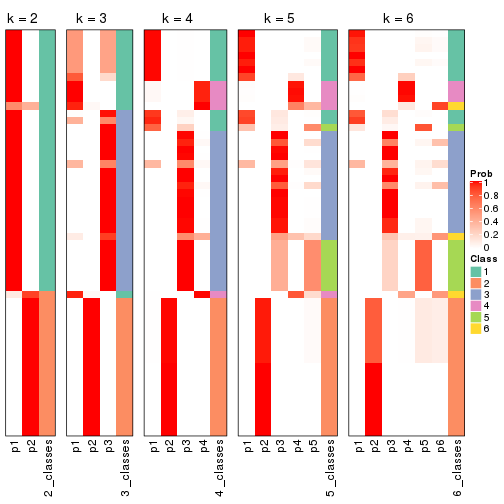 k = 2
k = 3
k = 4
k = 5
k = 6
Prob
1
0.8
0.6
0.4
0.2
0
Class
1
2
3
4
5
6
p1
p2
2_classes
p1
p2
p3
3_classes
p1
p2
p3
p4
4_classes
p1
p2
p3
p4
p5
5_classes
p1
p2
p3
p4
p5
p6
6_classes